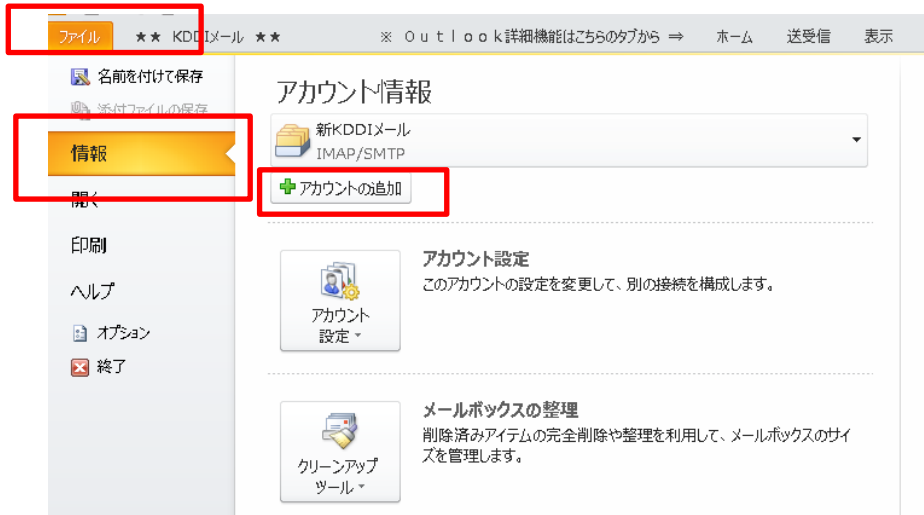 ファイル ★★ KDDIメール ★★ ※ Outlook詳細機能はこちらのタブから ⇒ ホーム 送受信 表示
名前を付けて保存
添付ファイルの保存
情報
開く
印刷
ヘルプ
オプション
終了
アカウント情報
新KDDIメール
IMAP/SMTP
アカウントの追加
アカウント
設定
アカウント設定
このアカウントの設定を変更して、別の接続を構成します。
クリーンアップ
ツール
メールボックスの整理
削除済みアイテムの完全削除や整理を利用して、メールボックスのサイ
ズを管理します。